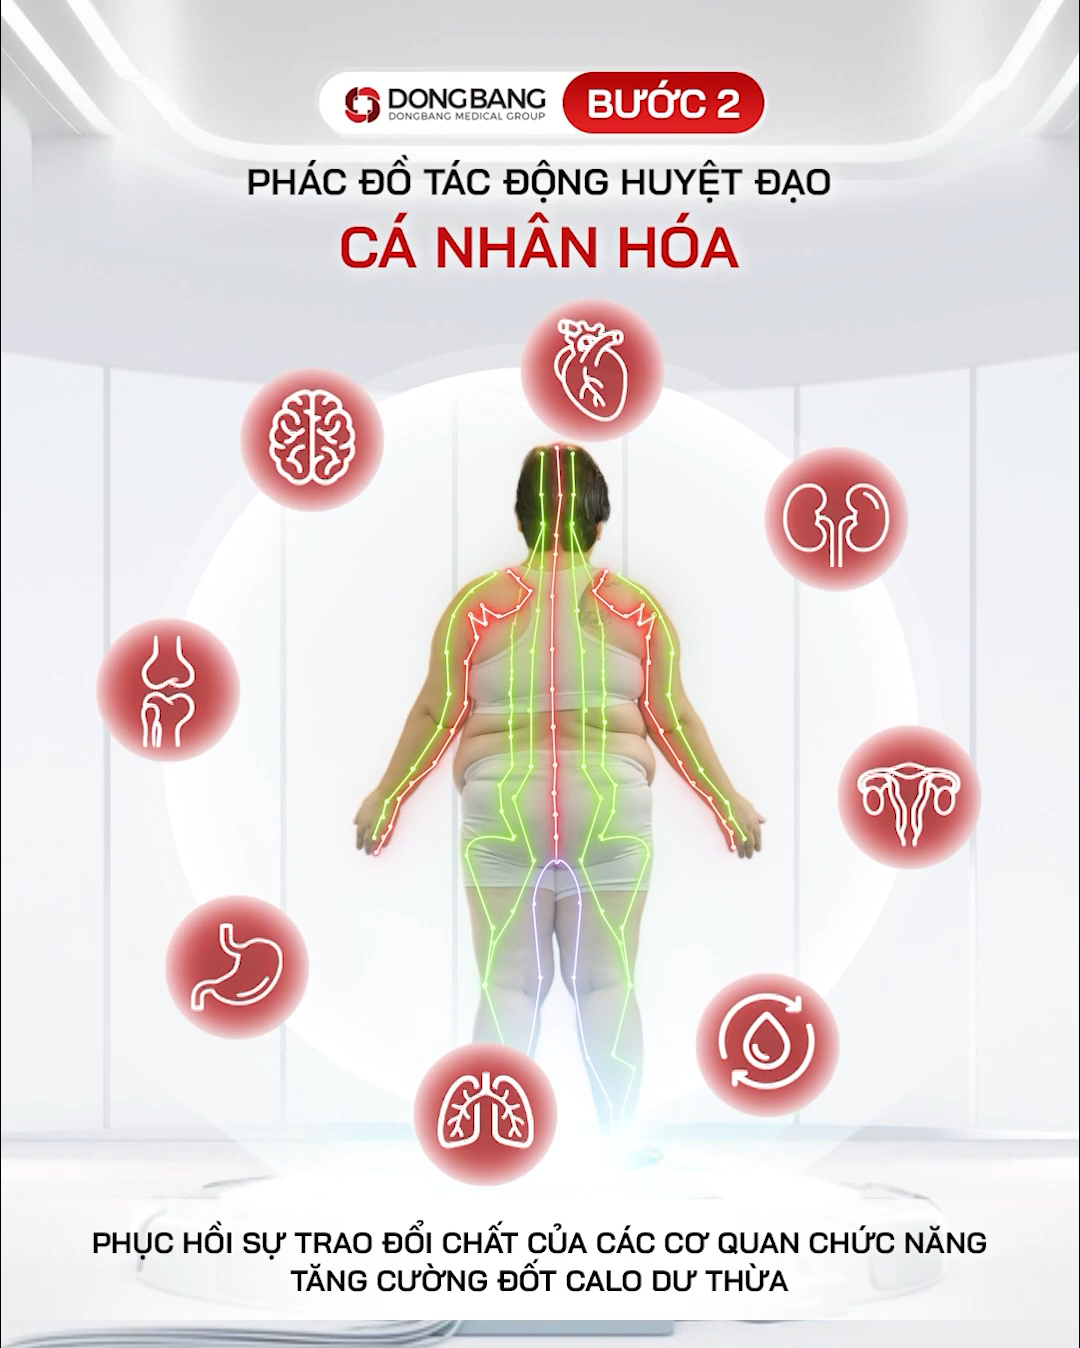 DONGBANG
DONGBANG MEDICAL GROUP
BƯỚC 2
PHÁC ĐỒ TÁC ĐỘNG HUYỆT ĐẠO
CÁ NHÂN HÓA
PHỤC HỒI SỰ TRAO ĐỔI CHẤT CỦA CÁC CƠ QUAN CHỨC NĂNG
TĂNG CƯỜNG ĐỐT CALO DƯ THỪA